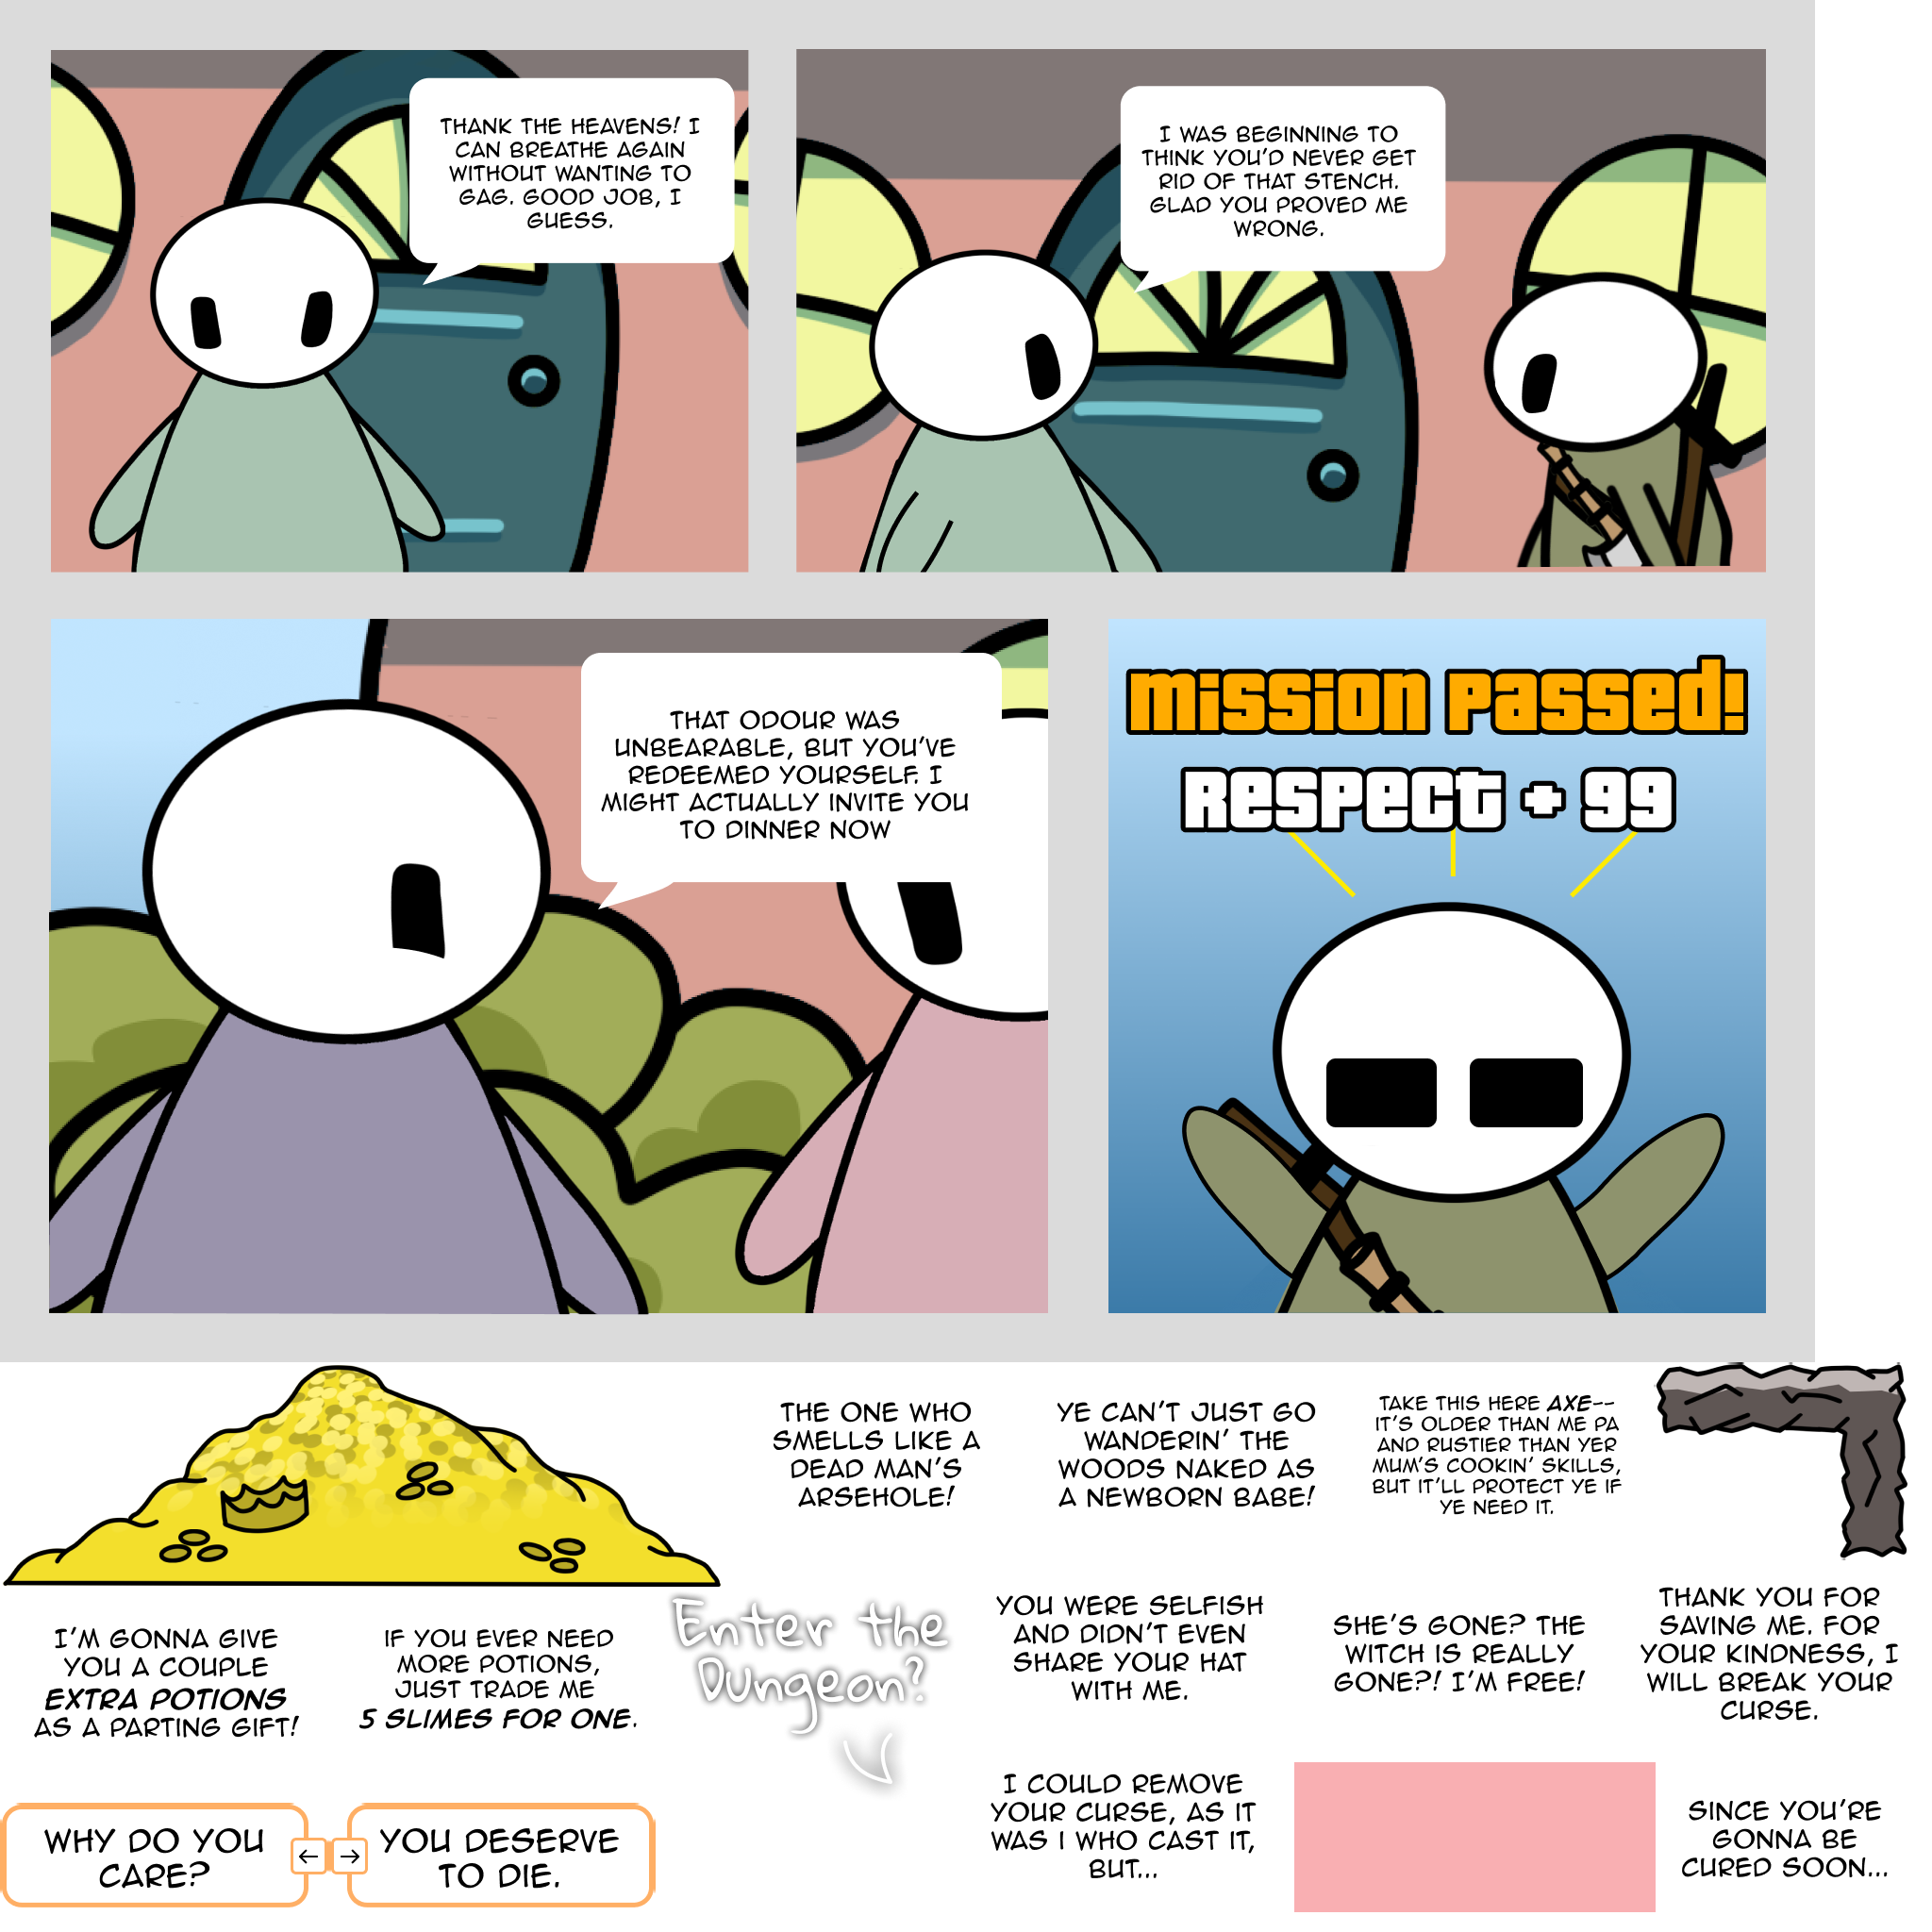 THANK THE HEAVENS! I
CAN BREATHE AGAIN
WITHOUT WANTING TO
GAG. GOOD JOB, I
GUESS.
I WAS BEGINNING TO
THINK YOU'D NEVER GET
RID OF THAT STENCH.
GLAD YOU PROVED ME
WRONG.
THAT ODOUR WAS
UNBEARABLE, BUT YOU'VE
REDEEMED YOURSELF. I
MIGHT ACTUALLY INVITE YOU
TO DINNER NOW
mission passed!
Respect + 99
THE ONE WHO
SMELLS LIKE A
DEAD MAN'S
ARSEHOLE!
YE CAN'T JUST GO
WANDERIN' THE
WOODS NAKED AS
A NEWBORN BABE!
TAKE THIS HERE AXE--
IT'S OLDER THAN ME PA
AND RUSTIER THAN YER
MUM'S COOKIN' SKILLS,
BUT IT'LL PROTECT YE IF
YE NEED IT.
I'M GONNA GIVE
YOU A COUPLE
EXTRA POTIONS
AS A PARTING GIFT!
IF YOU EVER NEED
MORE POTIONS,
JUST TRADE ME
5 SLIMES FOR ONE.
Enter the
Dungeon?
YOU WERE SELFISH
AND DIDN'T EVEN
SHARE YOUR HAT
WITH ME.
SHE'S GONE? THE
WITCH IS REALLY
GONE?! I'M FREE!
THANK YOU FOR
SAVING ME. FOR
YOUR KINDNESS, I
WILL BREAK YOUR
CURSE.
WHY DO YOU
CARE?
← →
YOU DESERVE
TO DIE.
I COULD REMOVE
YOUR CURSE, AS IT
WAS I WHO CAST IT,
BUT...
SINCE YOU'RE
GONNA BE
CURED SOON...